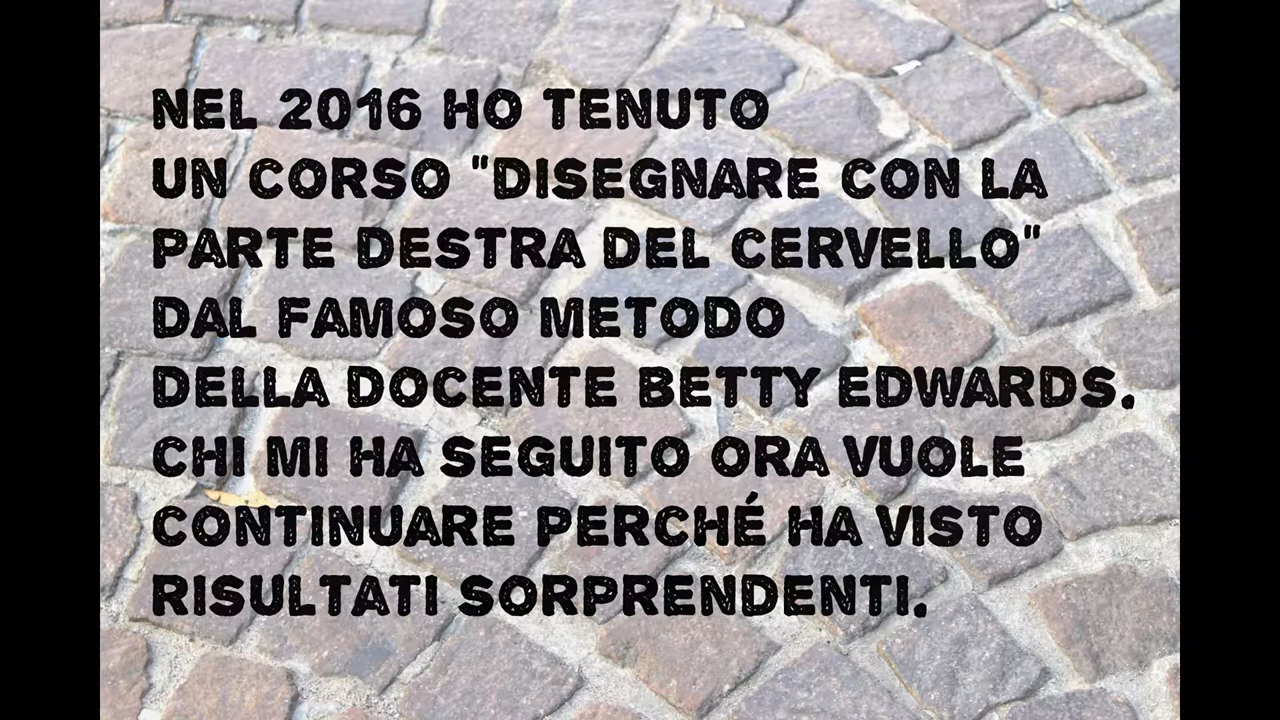 NEL 2016 HO TENUTO
UN CORSO "DISEGNARE CON LA
PARTE DESTRA DEL CERVELLO"
DAL FAMOSO METODO
DELLA DOCENTE BETTY EDWARDS.
CHI MI HA SEGUITO ORA VUOLE
CONTINUARE PERCHÉ HA VISTO
RISULTATI SORPRENDENTI.